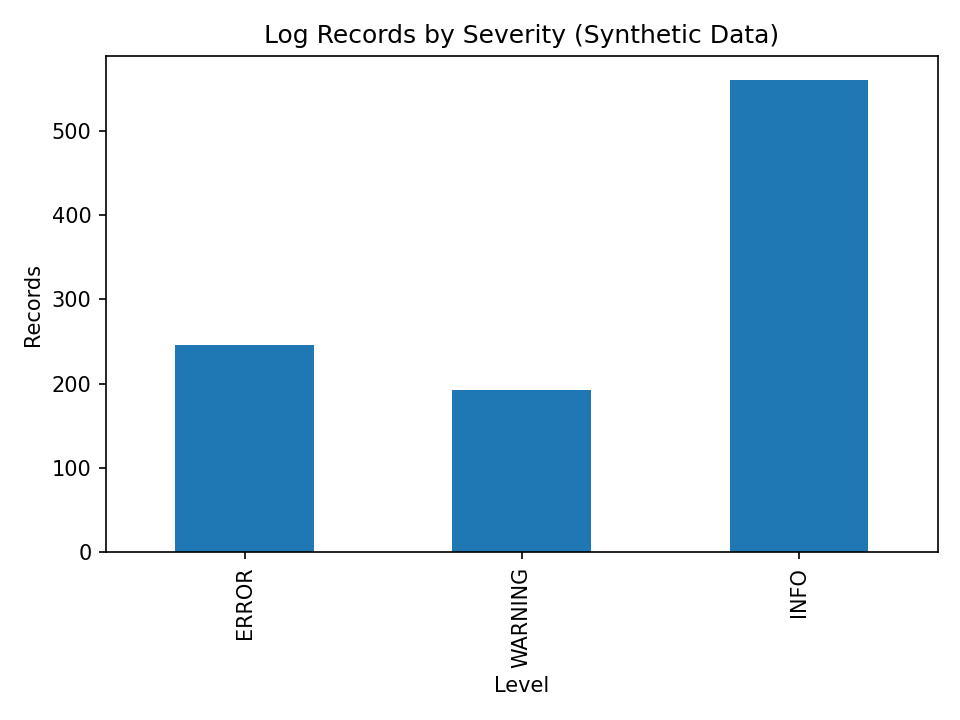 Log Records by Severity (Synthetic Data)
500
400
300
200
100
0
Records
ERROR
WARNING
INFO
Level